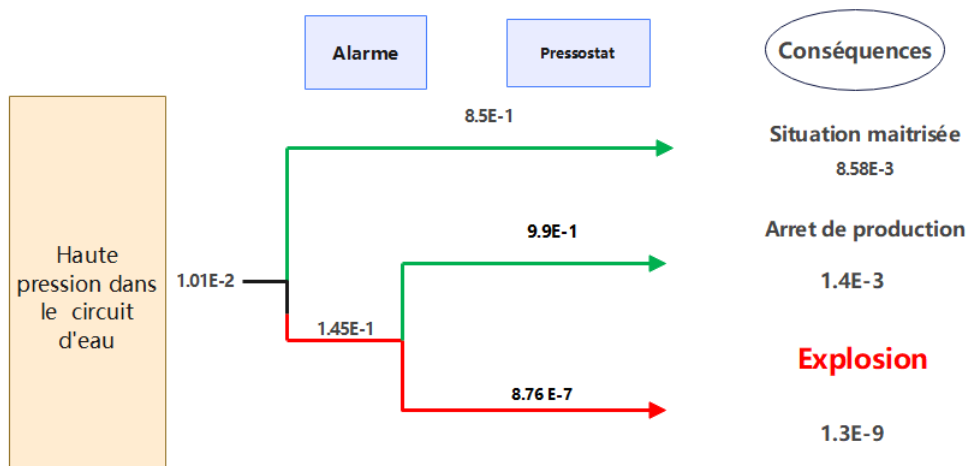 Alarme
Pressostat
Conséquences
8.5E-1
Situation maitrisée
8.58E-3
Haute
pression dans
le circuit
d'eau
1.01E-2
9.9E-1
Arret de production
1.4E-3
1.45E-1
Explosion
8.76 E-7
1.3E-9